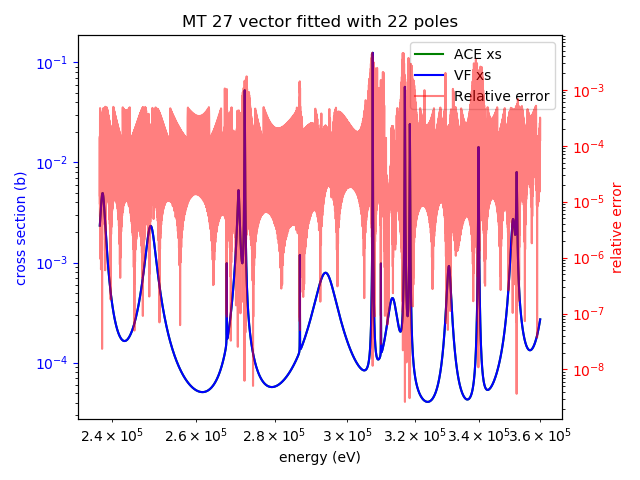 MT 27 vector fitted with 22 poles
ACE xs
VF xs
Relative error
cross section (b)
10⁻¹
10⁻²
10⁻³
10⁻⁴
relative error
10⁻³
10⁻⁴
10⁻⁵
10⁻⁶
10⁻⁷
10⁻⁸
2.4 × 10⁵ 2.6 × 10⁵ 2.8 × 10⁵ 3 × 10⁵ 3.2 × 10⁵ 3.4 × 10⁵ 3.6 × 10⁵
energy (eV)